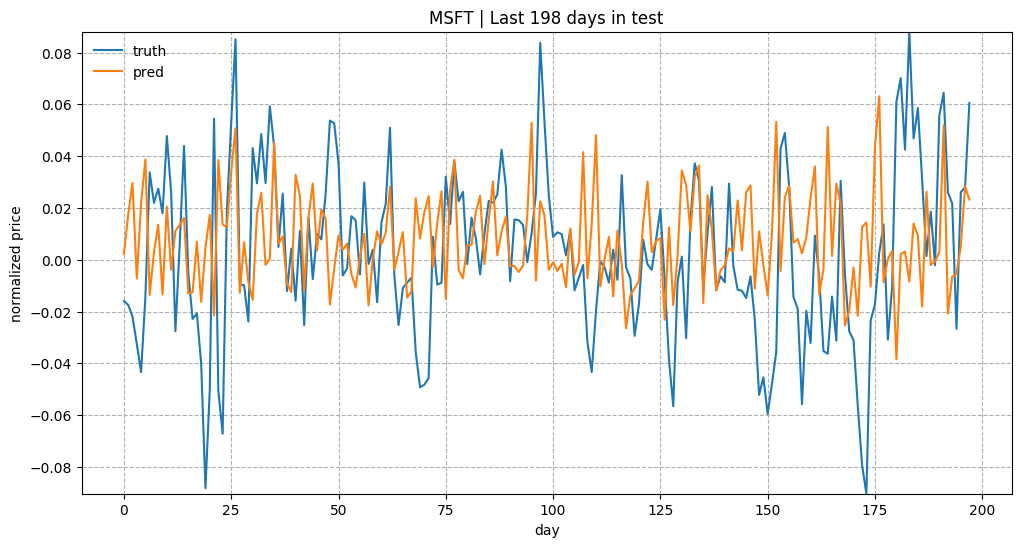 MSFT | Last 198 days in test
truth
pred
normalized price
0.08
0.06
0.04
0.02
0.00
−0.02
−0.04
−0.06
−0.08
0 25 50 75 100 125 150 175 200
day